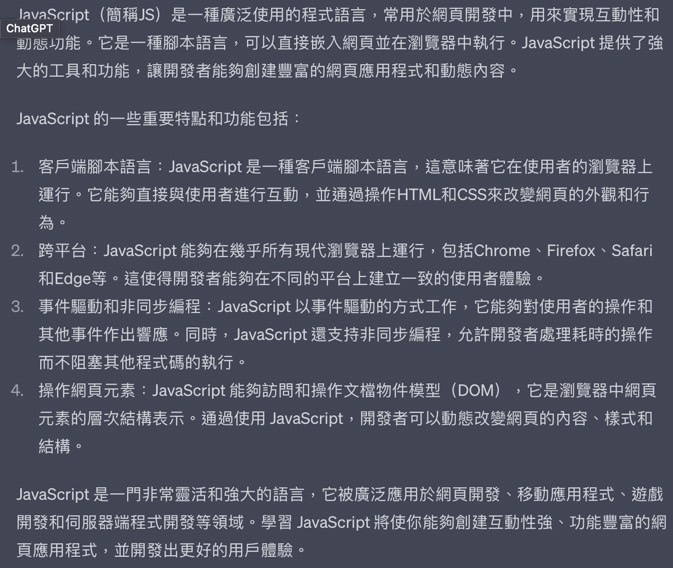 JavaScript（簡稱JS）是一種廣泛使用的程式語言，常用於網頁開發中，用來實現互動性和
ChatGPT
動態功能。它是一種腳本語言，可以直接嵌入網頁並在瀏覽器中執行。JavaScript 提供了強
大的工具和功能，讓開發者能夠創建豐富的網頁應用程式和動態內容。
JavaScript 的一些重要特點和功能包括：
1. 客戶端腳本語言：JavaScript 是一種客戶端腳本語言，這意味著它在使用者的瀏覽器上
運行。它能夠直接與使用者進行互動，並通過操作HTML和CSS來改變網頁的外觀和行
為。
2. 跨平台：JavaScript 能夠在幾乎所有現代瀏覽器上運行，包括Chrome、Firefox、Safari
和Edge等。這使得開發者能夠在不同的平台上建立一致的使用者體驗。
3. 事件驅動和非同步編程：JavaScript 以事件驅動的方式工作，它能夠對使用者的操作和
其他事件作出響應。同時，JavaScript 還支持非同步編程，允許開發者處理耗時的操作
而不阻塞其他程式碼的執行。
4. 操作網頁元素：JavaScript 能夠訪問和操作文檔物件模型（DOM），它是瀏覽器中網頁
元素的層次結構表示。通過使用 JavaScript，開發者可以動態改變網頁的內容、樣式和
結構。
JavaScript 是一門非常靈活和強大的語言，它被廣泛應用於網頁開發、移動應用程式、遊戲
開發和伺服器端程式開發等領域。學習 JavaScript 將使你能夠創建互動性強、功能豐富的網
頁應用程式，並開發出更好的用戶體驗。